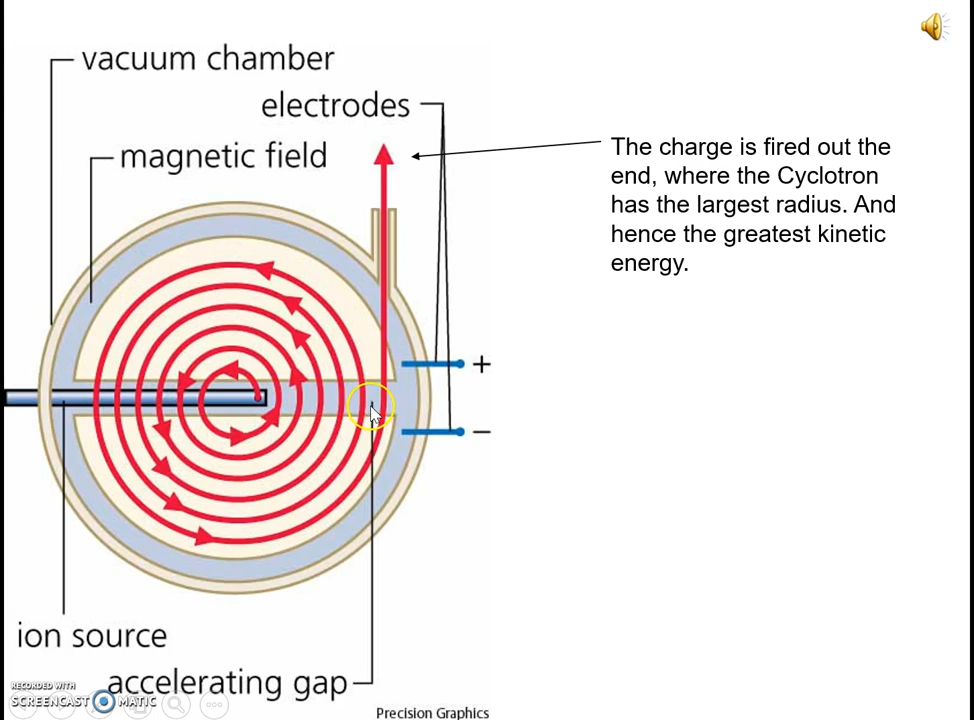 vacuum chamber
electrodes
magnetic field
The charge is fired out the
end, where the Cyclotron
has the largest radius. And
hence the greatest kinetic
energy.
+
−
ion source
accelerating gap
RECORDED WITH
SCREENCAST MATIC
Precision Graphics